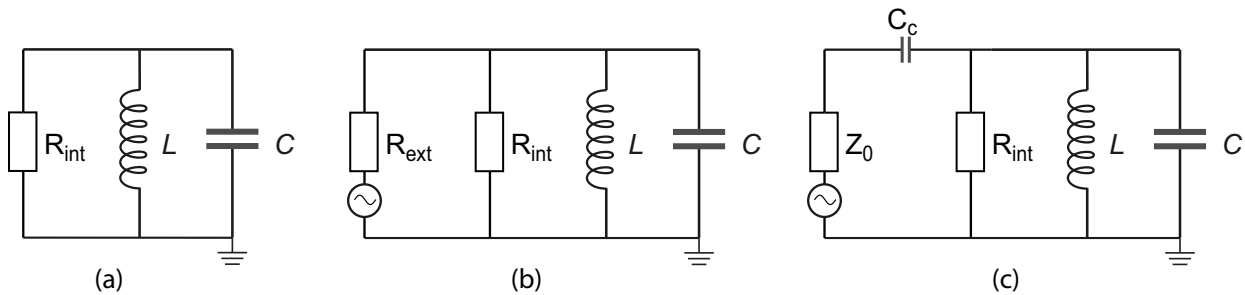 C_c
R_int L C
R_ext R_int L C
Z_0 R_int L C
(a) (b) (c)